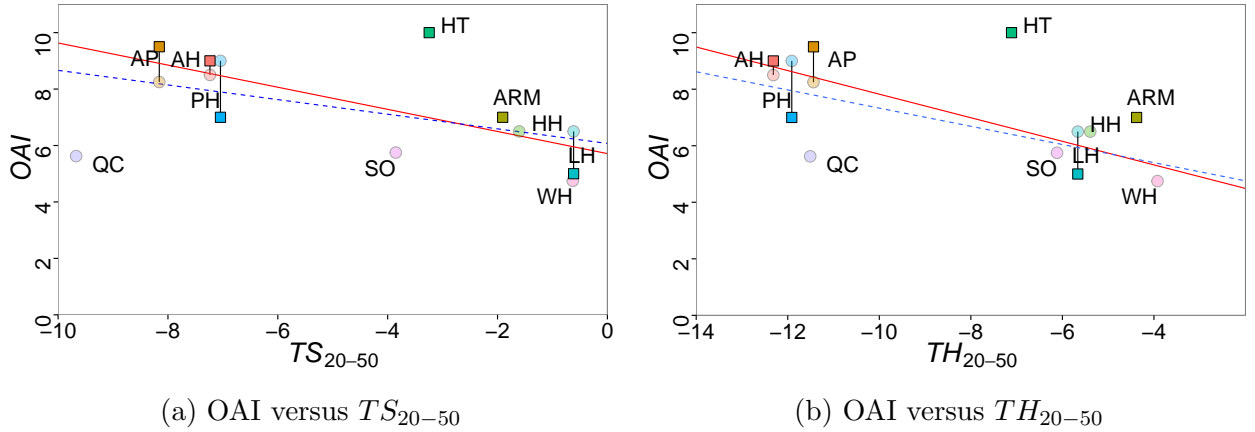 OAI
10
8
6
4
2
0
HT
AP
AH
PH
ARM
HH
LH
QC
SO
WH
−10
−8
−6
−4
−2
0
TS20−50
OAI
10
8
6
4
2
0
HT
AH
AP
PH
ARM
HH
LH
QC
SO
WH
−14
−12
−10
−8
−6
−4
TH20−50
(a) OAI versus TS20−50
(b) OAI versus TH20−50